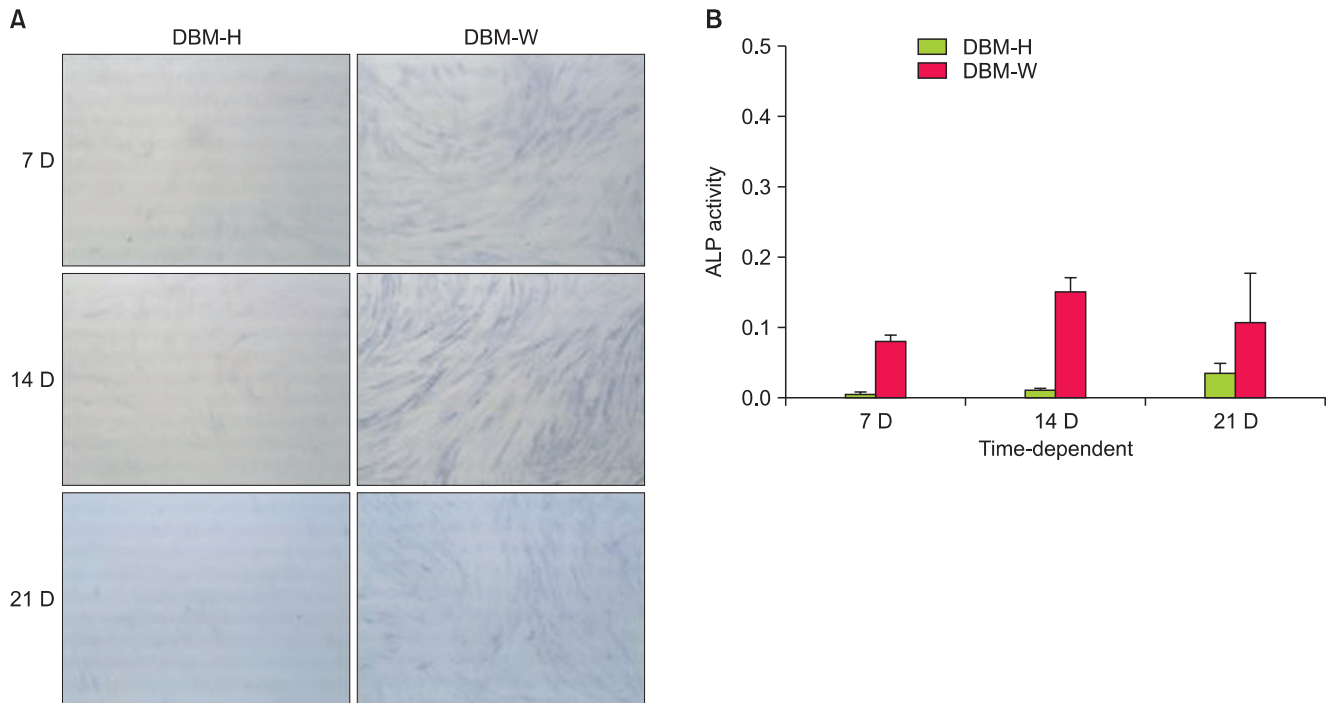 A
DBM-H DBM-W
7 D
14 D
21 D
B
DBM-H
DBM-W
0.5
0.4
0.3
0.2
0.1
0.0
ALP activity
7 D 14 D 21 D
Time-dependent